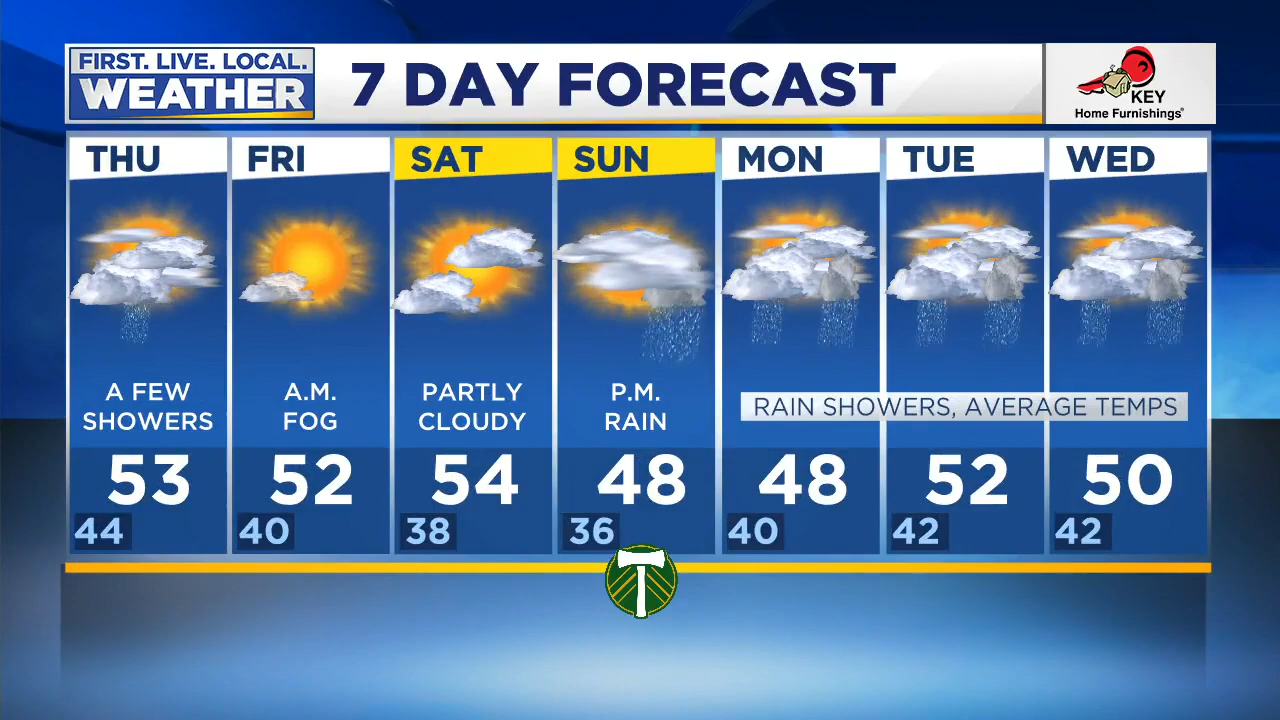 FIRST. LIVE. LOCAL.
WEATHER
7 DAY FORECAST
KEY
Home Furnishings®
THU
FRI
SAT
SUN
MON
TUE
WED
A FEW
SHOWERS
A.M.
FOG
PARTLY
CLOUDY
P.M.
RAIN
RAIN SHOWERS, AVERAGE TEMPS
53
52
54
48
48
52
50
44
40
38
36
40
42
42
T